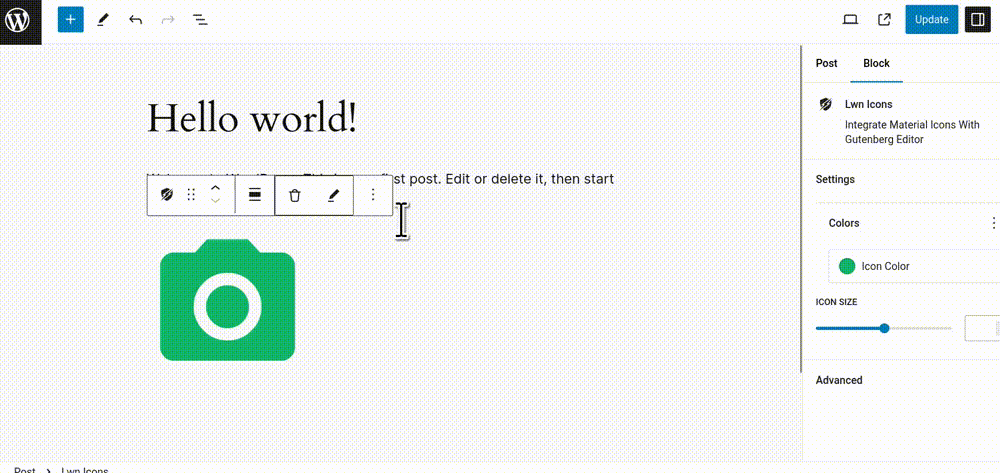 Update
Post
Block
Lwn Icons
Integrate Material Icons With
Gutenberg Editor
Hello world!
first post. Edit or delete it, then start
Settings
Colors
Icon Color
ICON SIZE
Advanced
Post
Lwn Icons